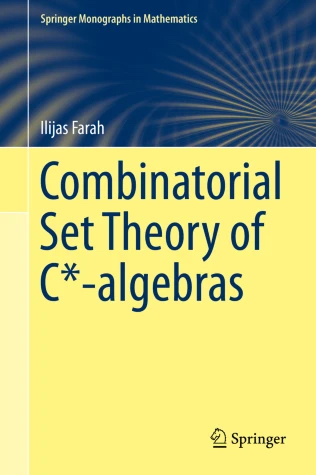 Springer Monographs in Mathematics
Ilijas Farah
Combinatorial
Set Theory of
C*-algebras
Springer